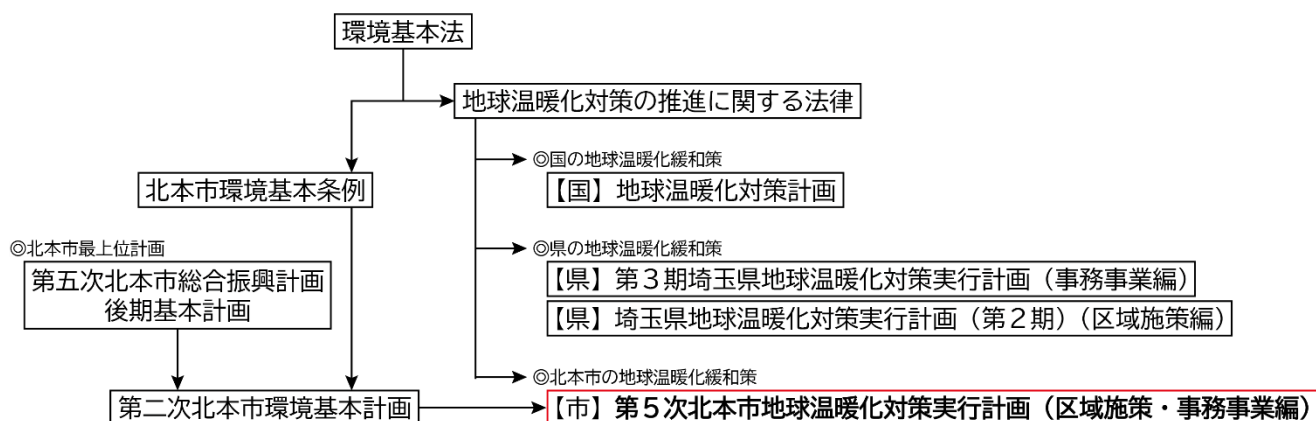 環境基本法
地球温暖化対策の推進に関する法律
◎国の地球温暖化緩和策
【国】地球温暖化対策計画
北本市環境基本条例
◎北本市最上位計画
第五次北本市総合振興計画
後期基本計画
◎県の地球温暖化緩和策
【県】第３期埼玉県地球温暖化対策実行計画（事務事業編）
【県】埼玉県地球温暖化対策実行計画（第２期）（区域施策編）
◎北本市の地球温暖化緩和策
第二次北本市環境基本計画
【市】第５次北本市地球温暖化対策実行計画（区域施策・事務事業編）